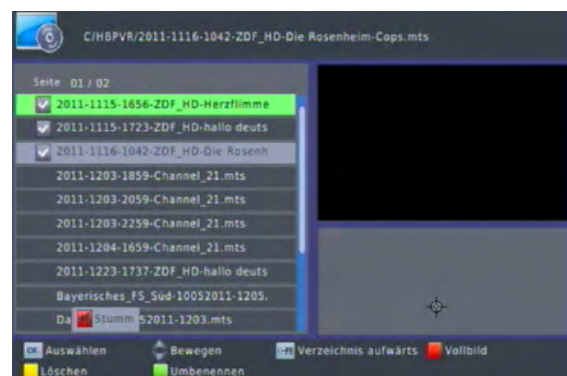 C/HBPVR/2011-1116-1042-ZDF_HD-Die Rosenheim-Cops.mts
Seite 01 / 02
2011-1115-1656-ZDF_HD-Herzflimme
2011-1115-1723-ZDF_HD-hallo deuts
2011-1116-1042-ZDF_HD-Die Rosenh
2011-1203-1859-Channel_21.mts
2011-1203-2059-Channel_21.mts
2011-1203-2259-Channel_21.mts
2011-1204-1659-Channel_21.mts
2011-1223-1737-ZDF_HD-hallo deuts
Bayerisches_FS_Süd-10052011-1205.
Da Stumm 52011-1203.mts
OK Auswählen Bewegen Verzeichnis aufwärts Vollbild
Löschen Umbenennen